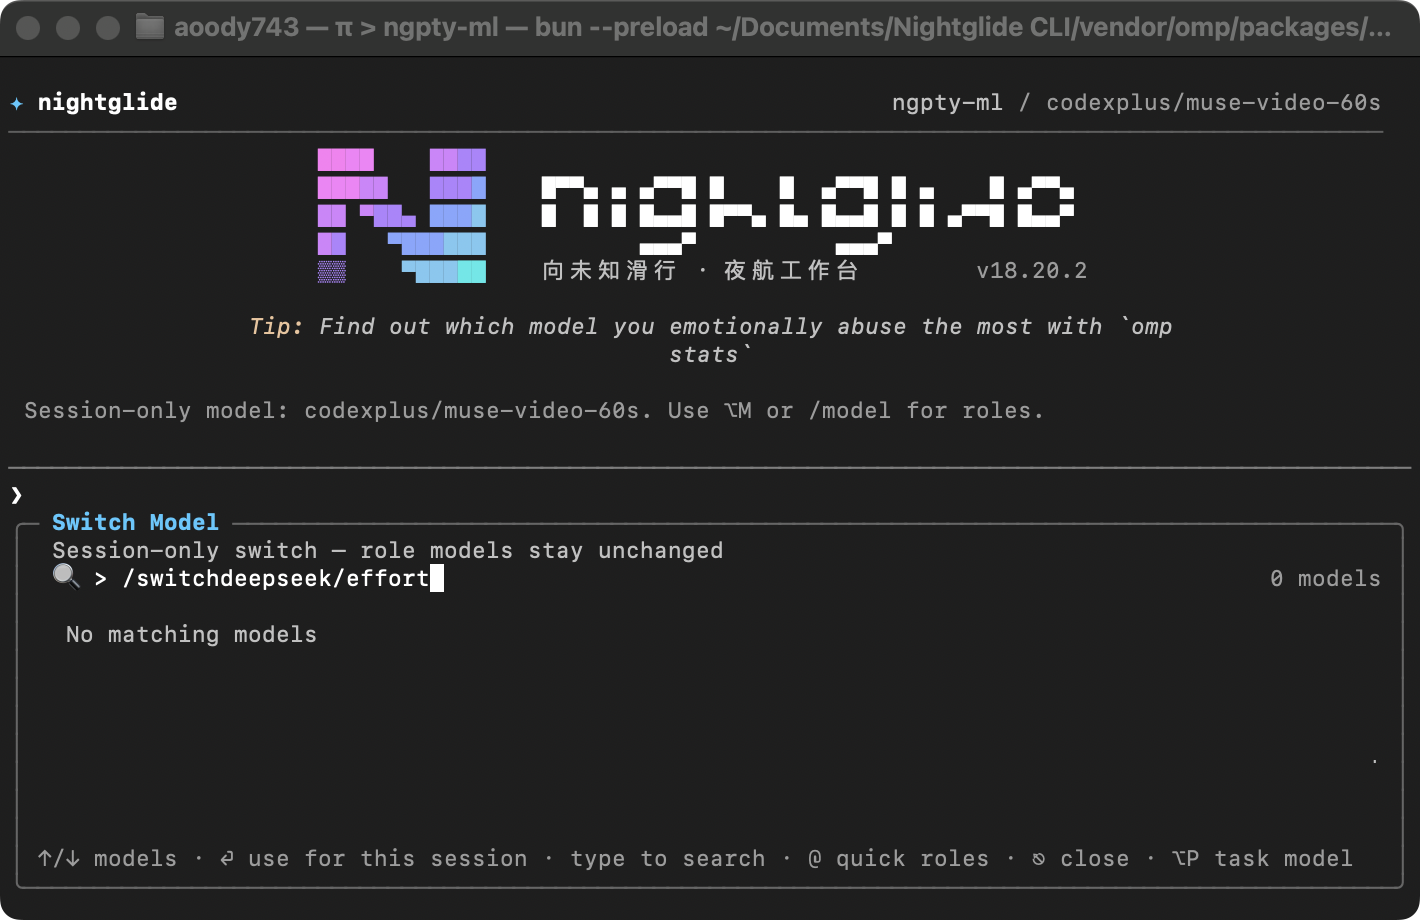 aoody743 — π > ngpty-ml — bun --preload ~/Documents/Nightglide CLI/vendor/omp/packages/...
✦ nightglide
ngpty-ml / codexplus/muse-video-60s
nightglide
向未知滑行 · 夜航工作台
v18.20.2
Tip: Find out which model you emotionally abuse the most with `omp
stats`
Session-only model: codexplus/muse-video-60s. Use ⌥M or /model for roles.
❯
Switch Model
Session-only switch — role models stay unchanged
🔍 > /switchdeepseek/effort
0 models
No matching models
↑/↓ models · ⏎ use for this session · type to search · @ quick roles · ⎋ close · ⌥P task model